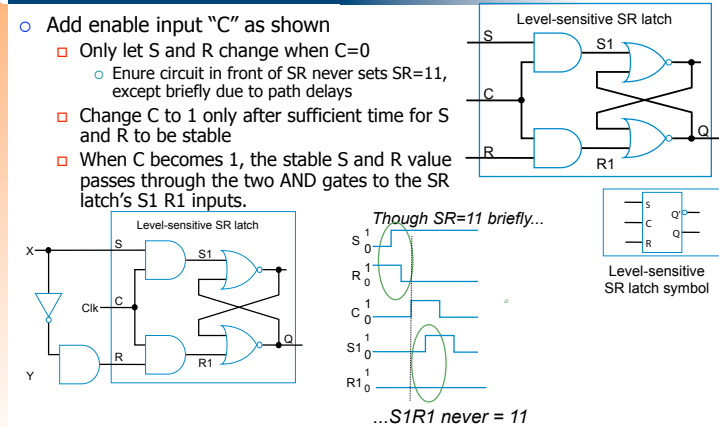 Add enable input “C” as shown
Only let S and R change when C=0
Enure circuit in front of SR never sets SR=11,
except briefly due to path delays
Change C to 1 only after sufficient time for S
and R to be stable
When C becomes 1, the stable S and R value
passes through the two AND gates to the SR
latch’s S1 R1 inputs.
Level-sensitive SR latch
S
S1
C
R
R1
Q
S
C
R
Q’
Q
Level-sensitive
SR latch symbol
Level-sensitive SR latch
X
S
S1
Clk
C
R
R1
Q
Y
Though SR=11 briefly...
S 1
0
R 1
0
C 1
0
S1 1
0
R1 1
0
...S1R1 never = 11